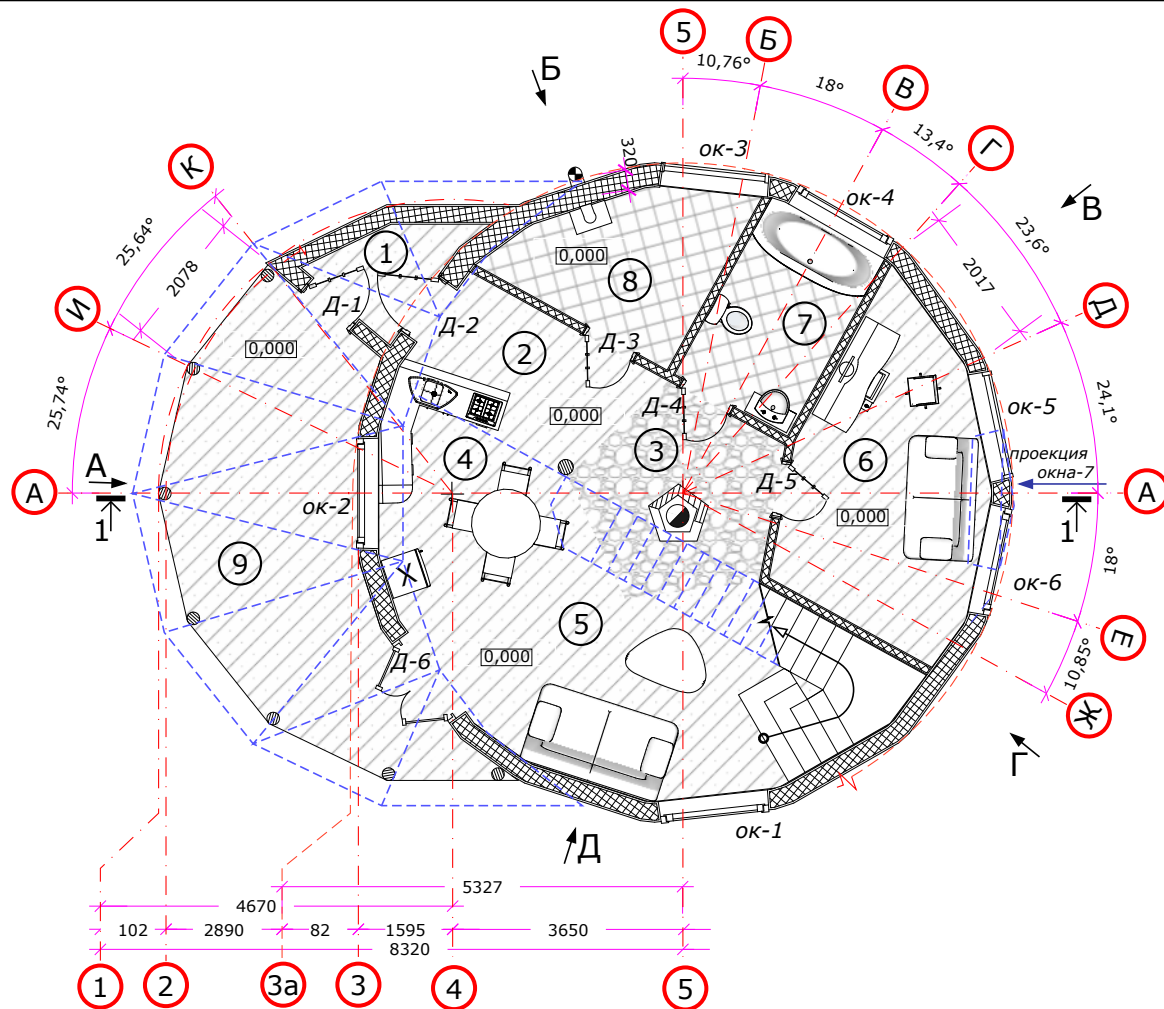 5
Б
10,76°
18°
В
13,4°
Г
Б
ок-3
320
К
ок-4
В
23,6°
25,64°
2078
1
0,000
8
2017
И
Д-1
Д-2
7
Д
0,000
2
Д-3
25,74°
0,000
Д-4
ок-5
24,1°
4
3
6
проекция
окна-7
А
А
1
ок-2
Д-5
0,000
А
1
9
Х
18°
ок-6
5
Е
Д-6
0,000
10,85°
Ж
Г
Д
ок-1
5327
4670
102
2890
82
1595
3650
8320
1
2
3а
3
4
5